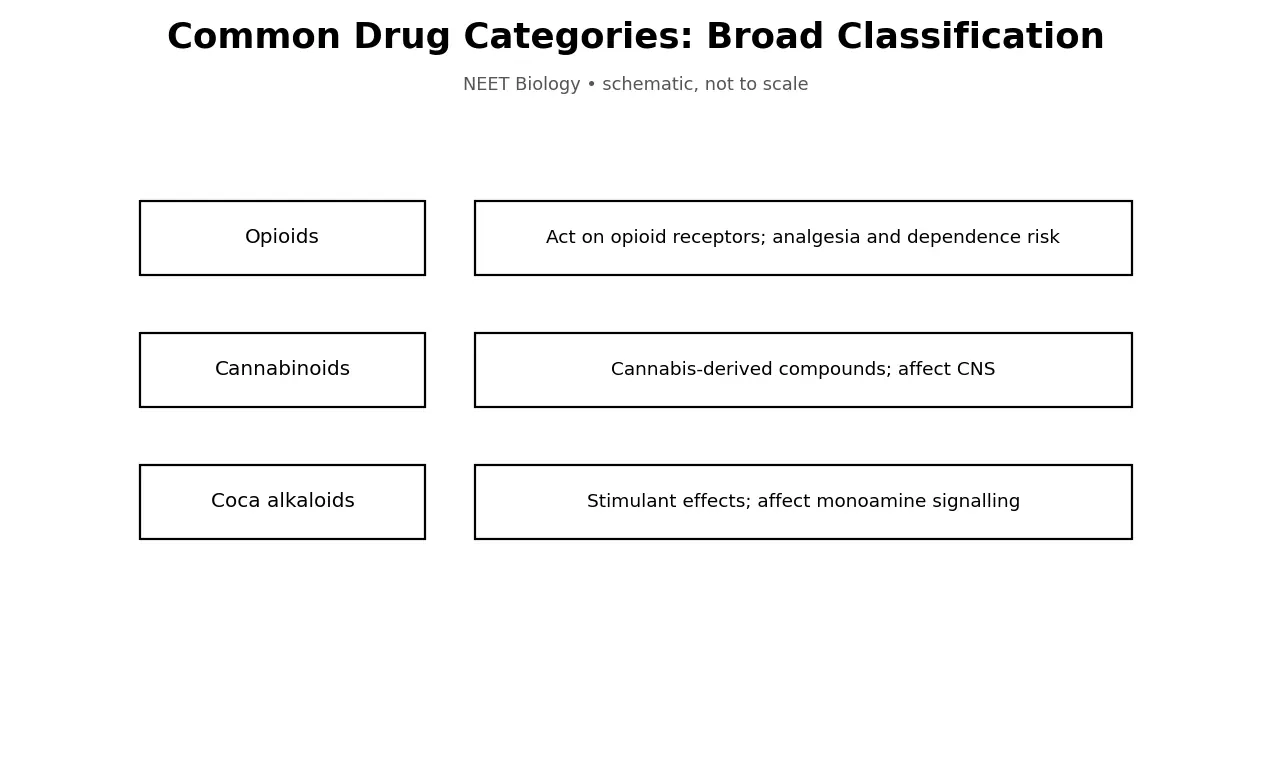 Common Drug Categories: Broad Classification
NEET Biology • schematic, not to scale
Opioids
Act on opioid receptors; analgesia and dependence risk
Cannabinoids
Cannabis-derived compounds; affect CNS
Coca alkaloids
Stimulant effects; affect monoamine signalling